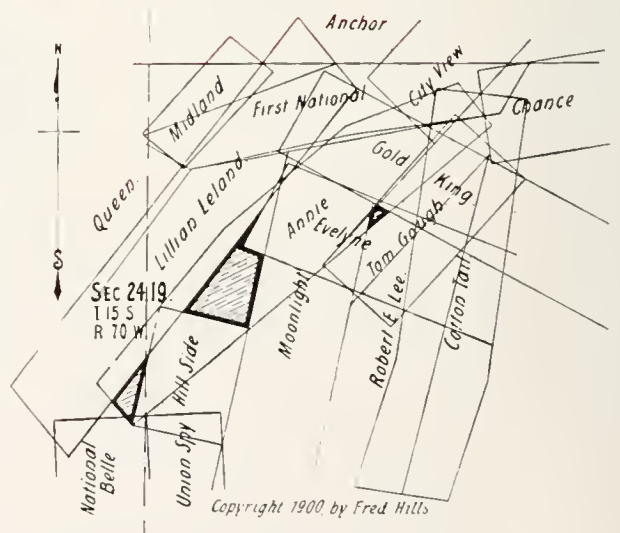 Anchor
N
City View
Midland
First National
Chance
Gold
King
Queen
Lillian Leland
Annie
Evelyne
Tom Gough
S
SEC 24 19.
T 15 S
R 70 W
Moonlight
Robert E Lee
Cotton Tail
Hill Side
National
Belle
Union Spy
Copyright 1900, by Fred Hills